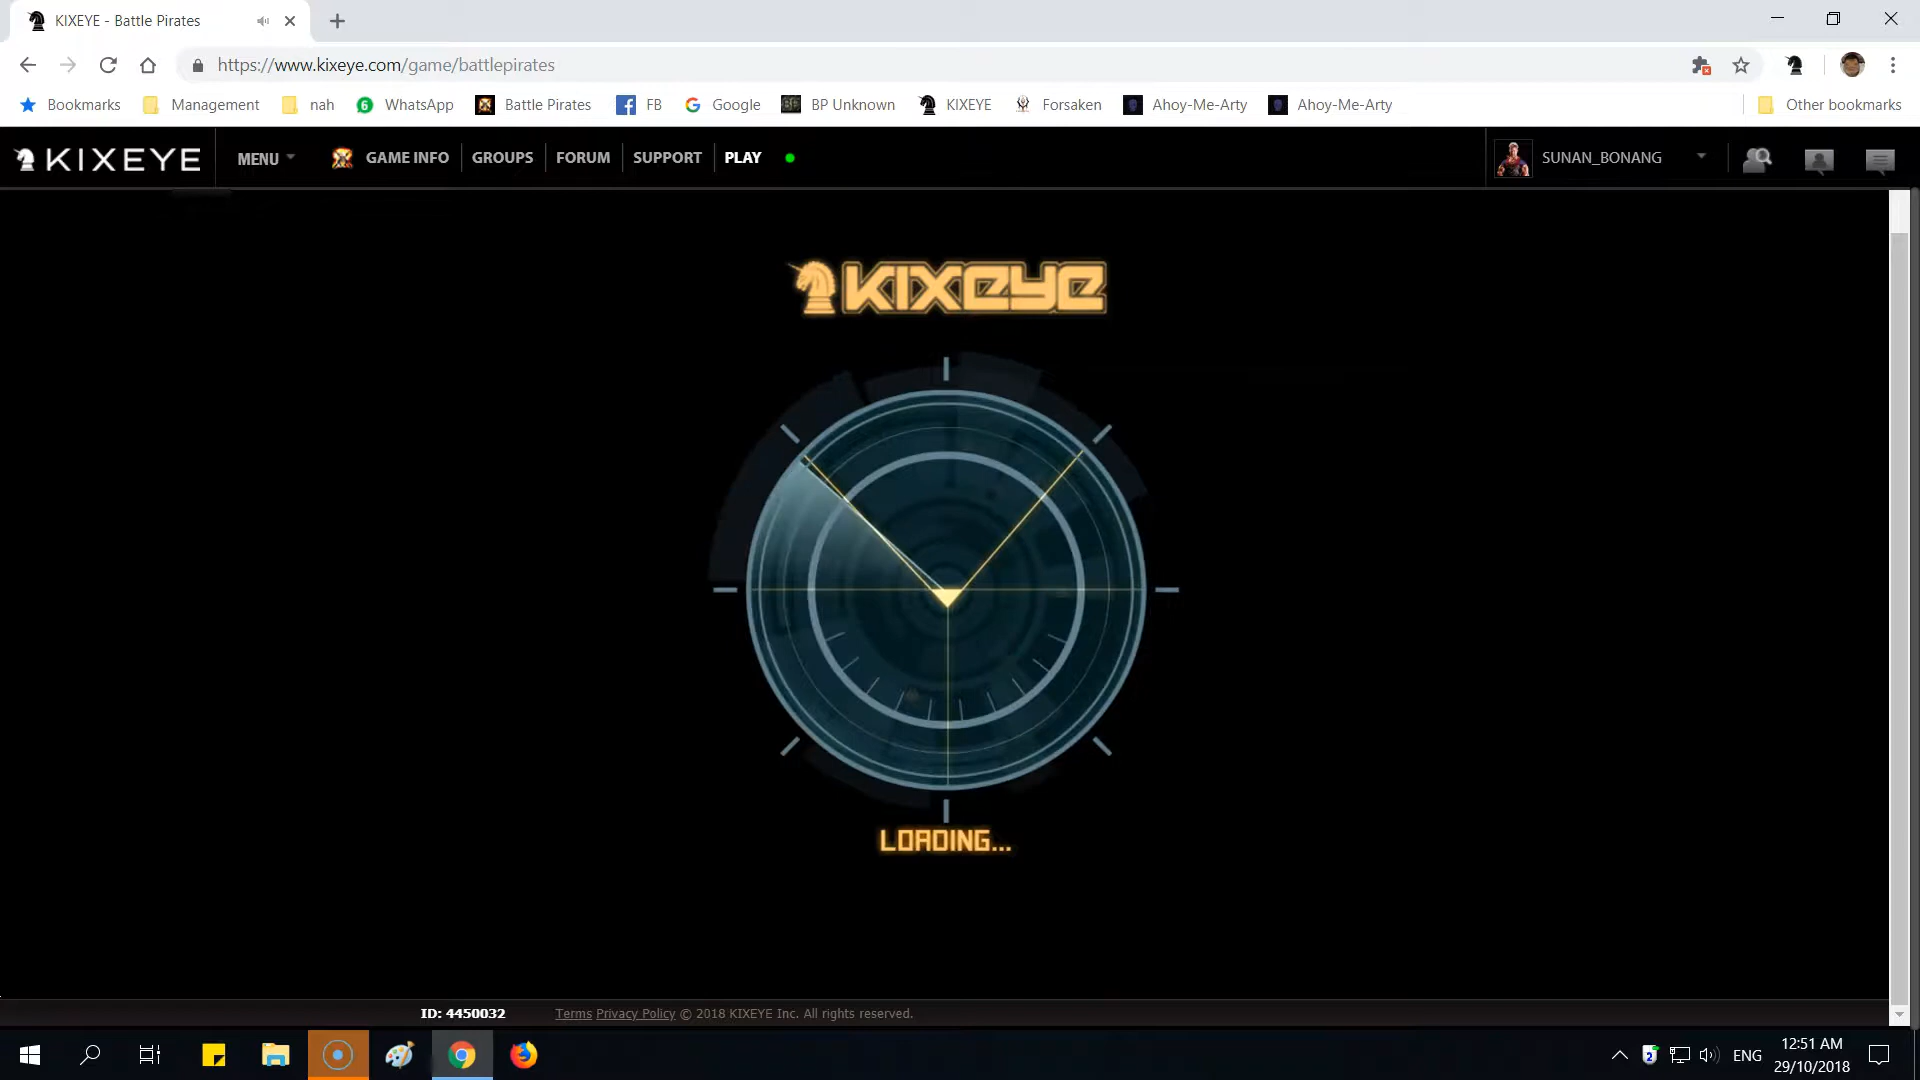 KIXEYE - Battle Pirates
https://www.kixeye.com/game/battlepirates
Bookmarks Management nah 6 WhatsApp Battle Pirates FB Google BP Unknown KIXEYE Forsaken Ahoy-Me-Arty Ahoy-Me-Arty Other bookmarks
KIXEYE MENU GAME INFO GROUPS FORUM SUPPORT PLAY SUNAN_BONANG
KIXEYE
LOADING...
ID: 4450032 Terms Privacy Policy © 2018 KIXEYE Inc. All rights reserved.
2 ENG 12:51 AM
29/10/2018